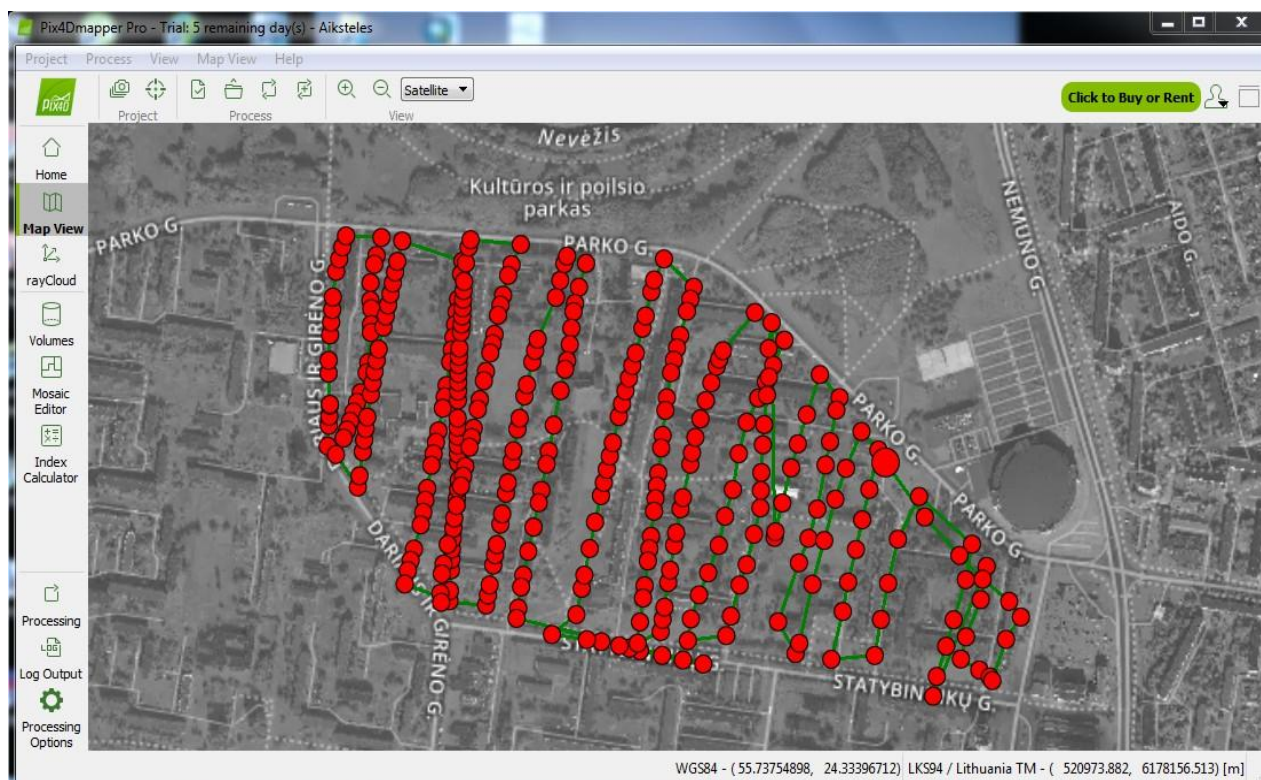 Pix4Dmapper Pro - Trial: 5 remaining day(s) - Aiksteles
Project Process View Map View Help
PIX4D
Satellite
Project Process View
Click to Buy or Rent
Home
Map View
rayCloud
Volumes
Mosaic
Editor
Index
Calculator
Processing
Log Output
Processing
Options
Nevėžis
Kultūros ir poilsio
parkas
PARKO G.
PARKO G.
NEMUNO G.
AIDO G.
IR GIRĖNO G.
PARKO G.
PARKO G.
IR GIRĖNO G.
G.
WGS84 - ( 55.73754898, 24.33396712) LKS94 / Lithuania TM - ( 520973.882, 6178156.513) [m]